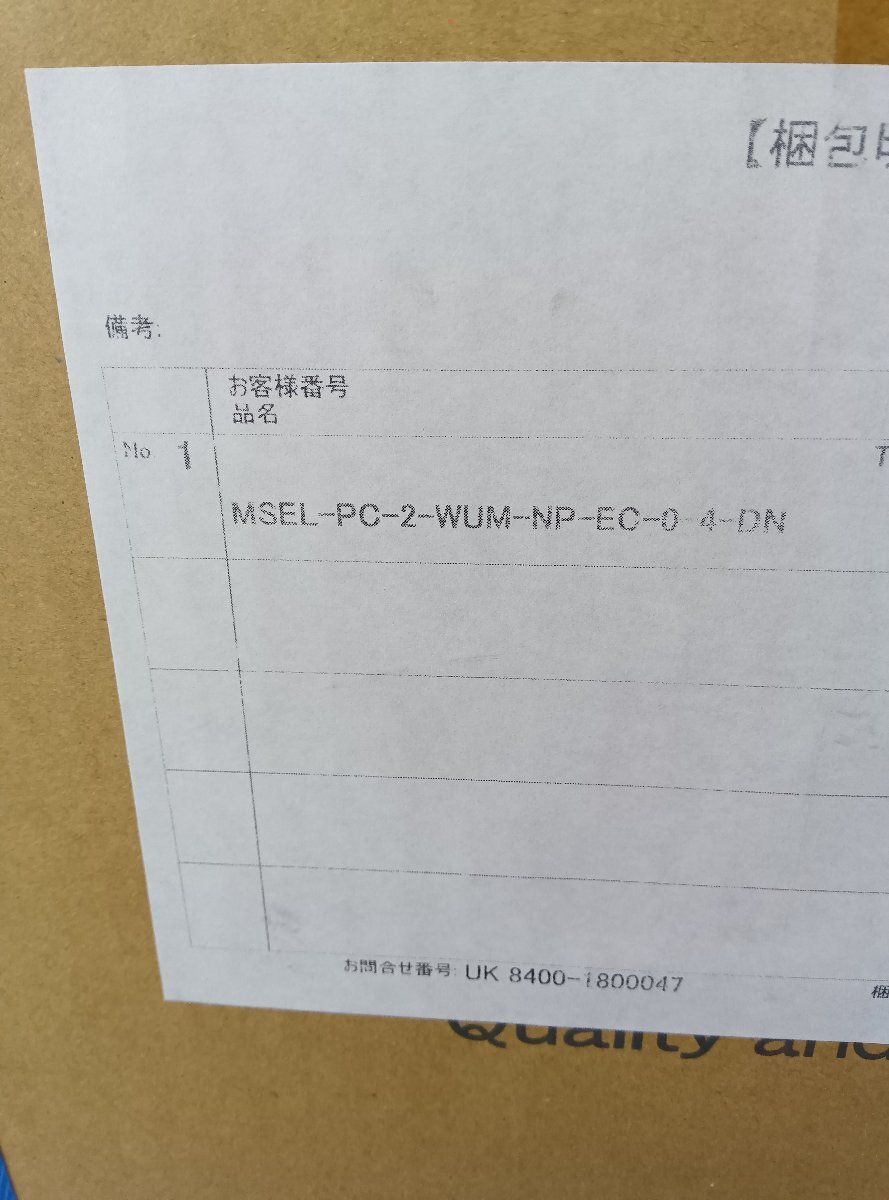 【梱包
備考:
お客様番号
品名
No 1
MSEL-PC-2-WUM-NP-EC-0-4-DN
お問合せ番号: UK 8400-1800047
梱
Quality and